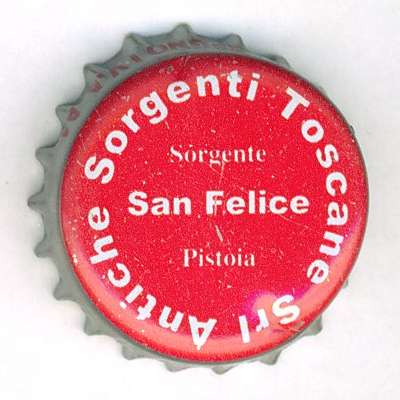 Antiche Sorgenti Toscane Srl
Sorgente
San Felice
Pistoia